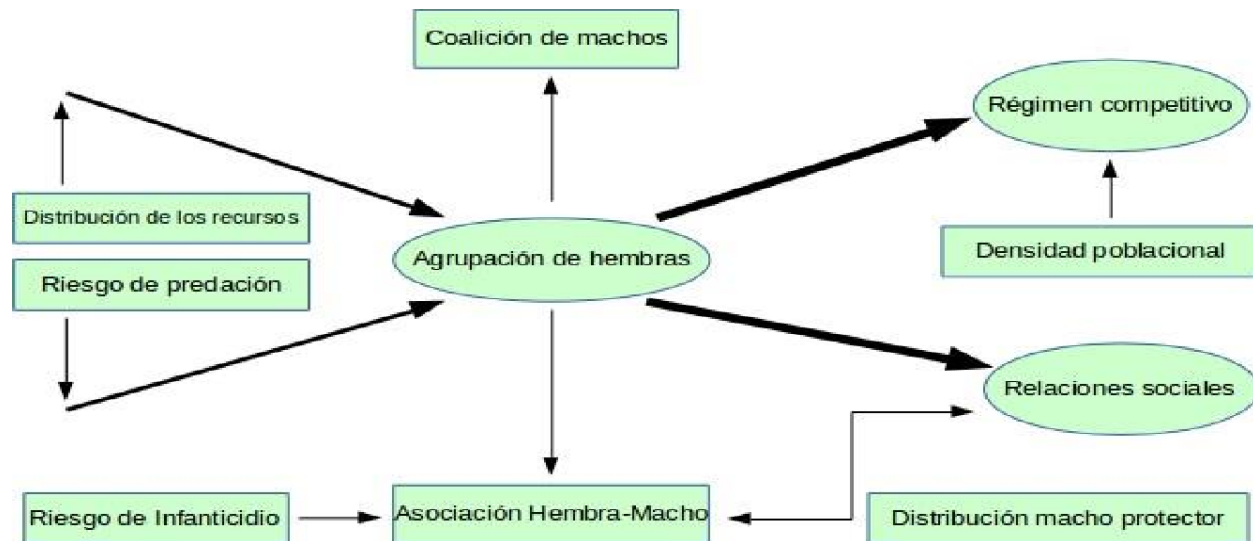 Coalición de machos
Régimen competitivo
Distribución de los recursos
Densidad poblacional
Agrupación de hembras
Riesgo de predación
Relaciones sociales
Riesgo de Infanticidio
Asociación Hembra-Macho
Distribución macho protector